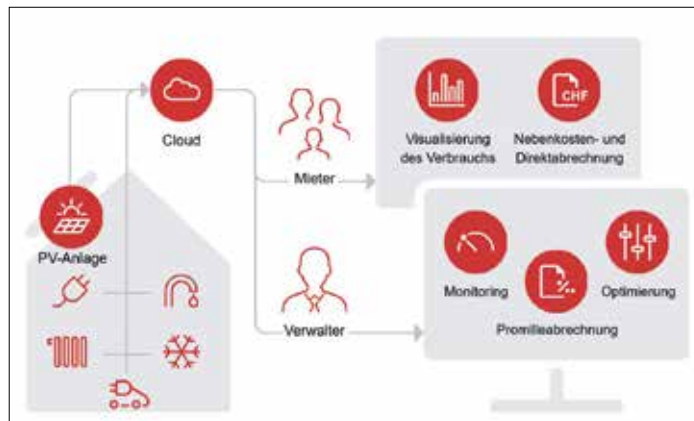 Cloud
PV-Anlage
Mieter
Verwalter
Visualisierung
des Verbrauchs
CHF
Nebenkosten- und
Direktabrechnung
Monitoring
%..
Promilleabrechnung
Optimierung